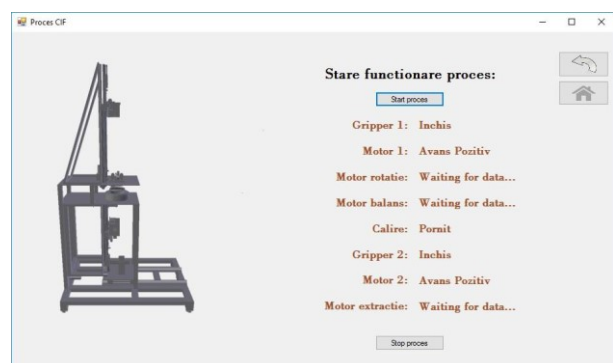 Proces CIF
Stare functionare proces:
Start proces
Gripper 1: Inchis
Motor 1: Avans Pozitiv
Motor rotatie: Waiting for data...
Motor balans: Waiting for data...
Calire: Pornit
Gripper 2: Inchis
Motor 2: Avans Pozitiv
Motor extractie: Waiting for data...
Stop proces